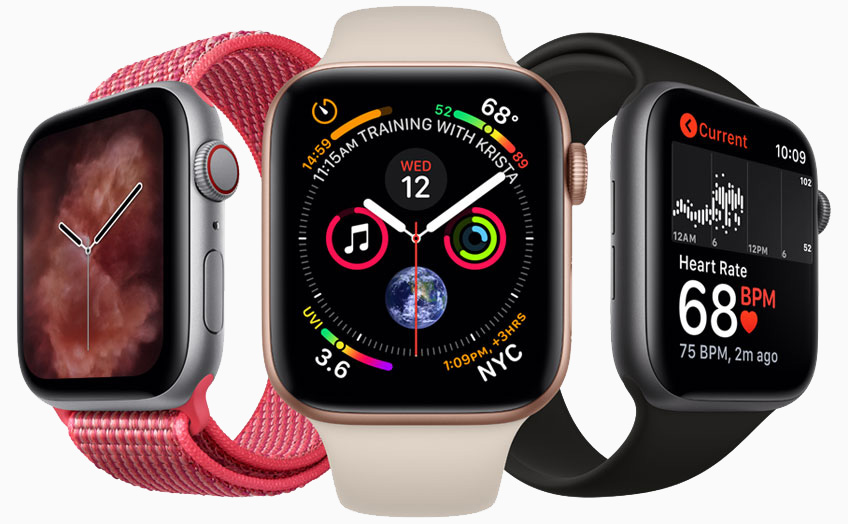 14:59
11:15AM TRAINING WITH KRISTA
52
68°
89
WED
12
UVI
3.6
1:09PM, +3HRS
NYC
Current
10:09
102
52
12AM
6
12PM
6
Heart Rate
68 BPM
75 BPM, 2m ago